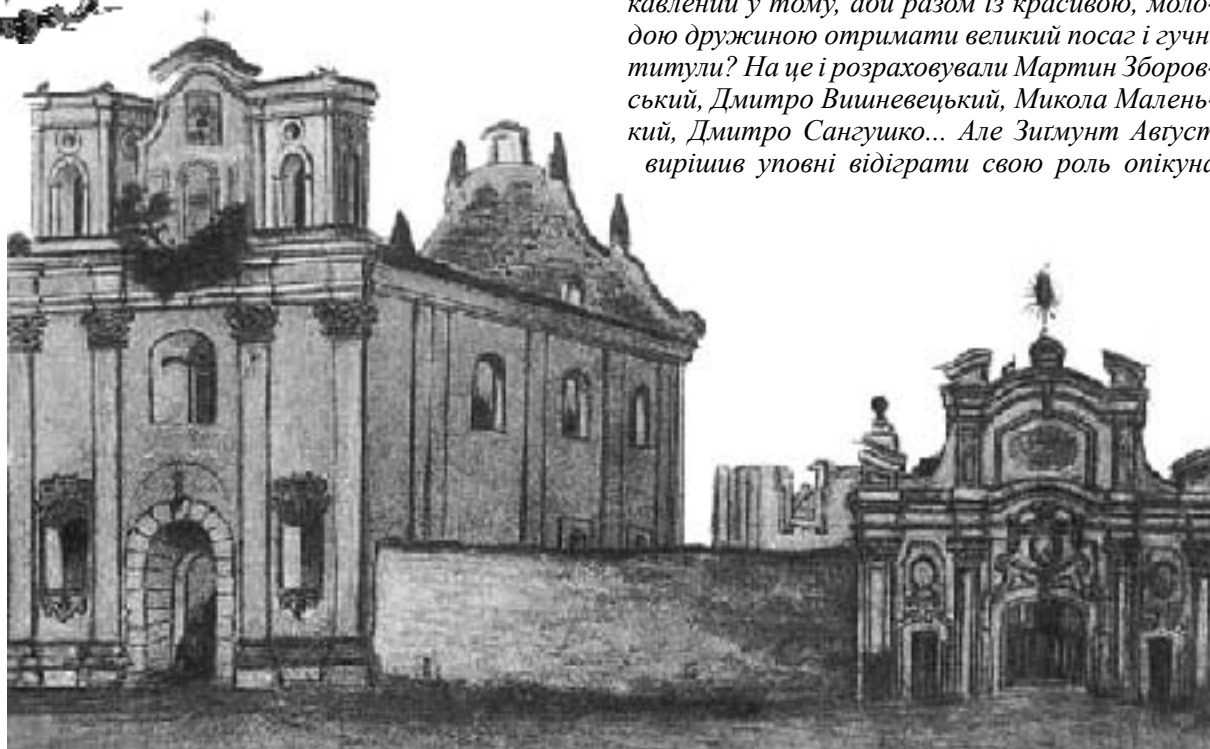 кавлений у тому, аби разом із красивою, моло-
дою дружиною отримати великий посаг і гучн
титули? На це і розраховували Мартин Зборов-
ський, Дмитро Вишневецький, Микола Малень-
кий, Дмитро Сангушко... Але Зиґмунт Авґуст
вирішив уповні відіграти свою роль опікуна